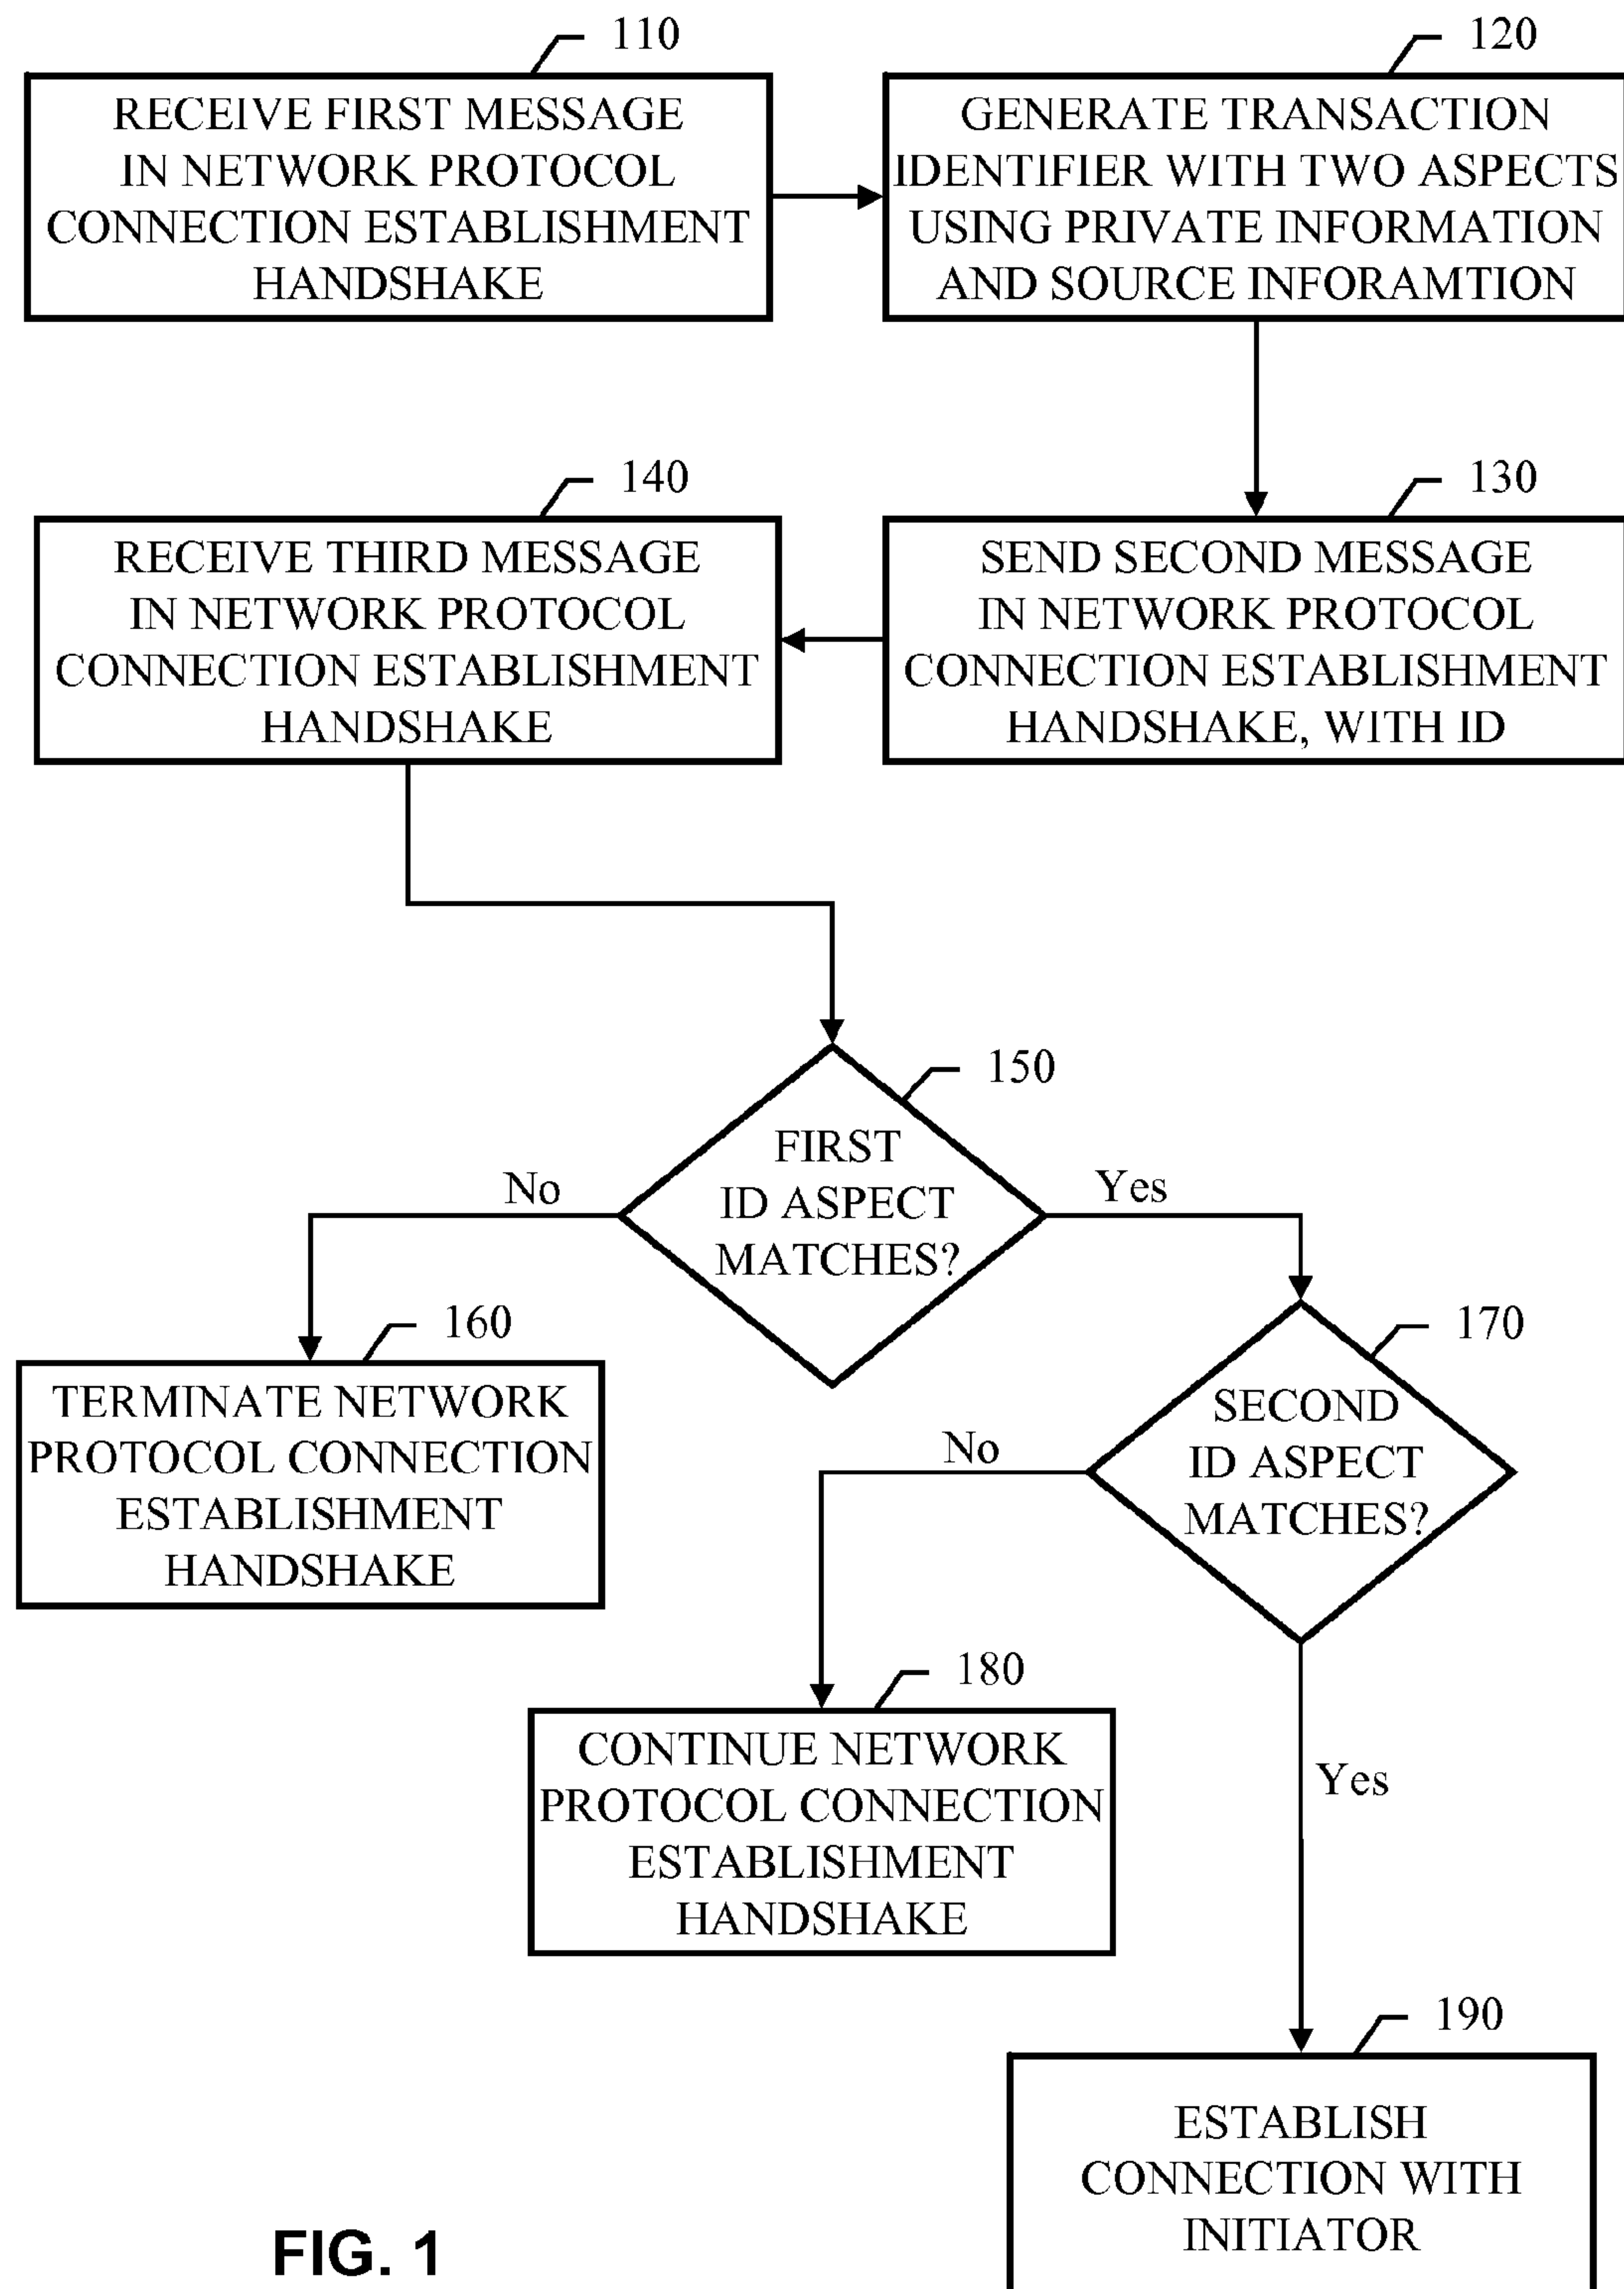 110
RECEIVE FIRST MESSAGE
IN NETWORK PROTOCOL
CONNECTION ESTABLISHMENT
HANDSHAKE
120
GENERATE TRANSACTION
IDENTIFIER WITH TWO ASPECTS
USING PRIVATE INFORMATION
AND SOURCE INFORAMTION
140
RECEIVE THIRD MESSAGE
IN NETWORK PROTOCOL
CONNECTION ESTABLISHMENT
HANDSHAKE
130
SEND SECOND MESSAGE
IN NETWORK PROTOCOL
CONNECTION ESTABLISHMENT
HANDSHAKE, WITH ID
150
FIRST
ID ASPECT
MATCHES?
No
Yes
160
TERMINATE NETWORK
PROTOCOL CONNECTION
ESTABLISHMENT
HANDSHAKE
170
SECOND
ID ASPECT
MATCHES?
No
Yes
180
CONTINUE NETWORK
PROTOCOL CONNECTION
ESTABLISHMENT
HANDSHAKE
190
ESTABLISH
CONNECTION WITH
INITIATOR
FIG. 1